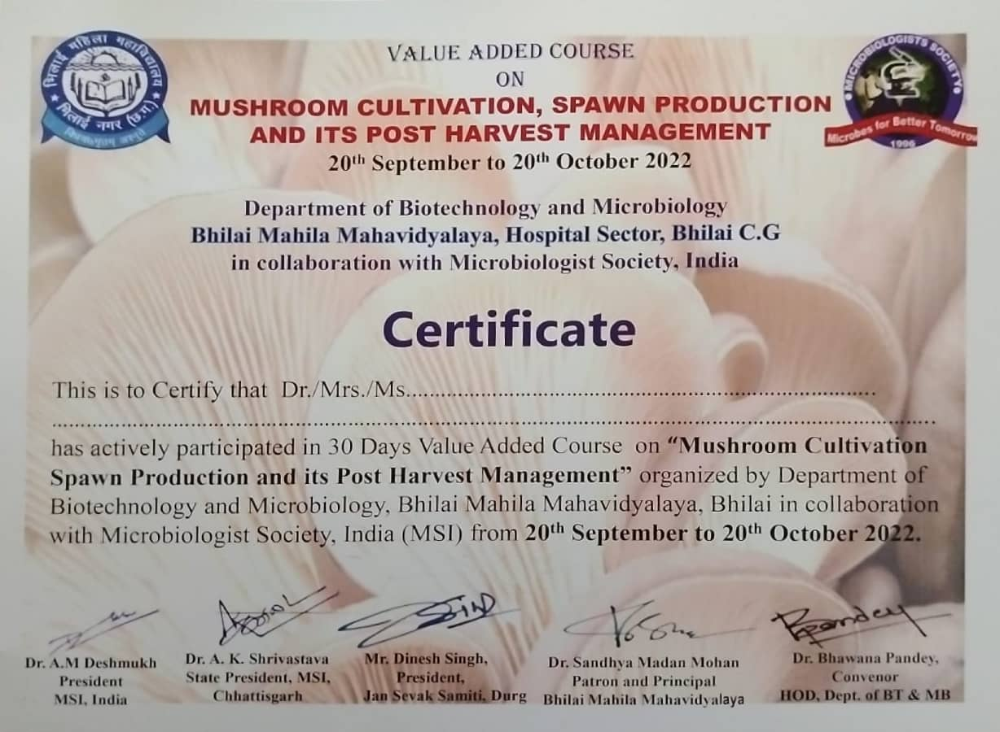 भिलाई महिला महाविद्यालय
भिलाई नगर (छ.ग.)
MICROBIOLOGISTS SOCIETY
Microbes for Better Tomorrow
1996
VALUE ADDED COURSE
ON
MUSHROOM CULTIVATION, SPAWN PRODUCTION
AND ITS POST HARVEST MANAGEMENT
20th September to 20th October 2022
Department of Biotechnology and Microbiology
Bhilai Mahila Mahavidyalaya, Hospital Sector, Bhilai C.G
in collaboration with Microbiologist Society, India
Certificate
This is to Certify that Dr./Mrs./Ms..........................................................................
..........................................................................................................................................
has actively participated in 30 Days Value Added Course on “Mushroom Cultivation
Spawn Production and its Post Harvest Management” organized by Department of
Biotechnology and Microbiology, Bhilai Mahila Mahavidyalaya, Bhilai in collaboration
with Microbiologist Society, India (MSI) from 20th September to 20th October 2022.
Dr. A.M Deshmukh
President
MSI, India
Dr. A. K. Shrivastava
State President, MSI,
Chhattisgarh
Mr. Dinesh Singh,
President,
Jan Sevak Samiti, Durg
Dr. Sandhya Madan Mohan
Patron and Principal
Bhilai Mahila Mahavidyalaya
Dr. Bhawana Pandey,
Convenor
HOD, Dept. of BT & MB